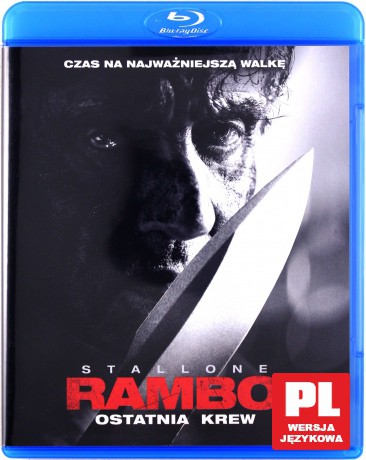 Blu-ray Disc
CZAS NA NAJWAŻNIEJSZĄ WALKĘ
STALLONE
RAMBO
OSTATNIA KREW
PL
WERSJA
JĘZYKOWA